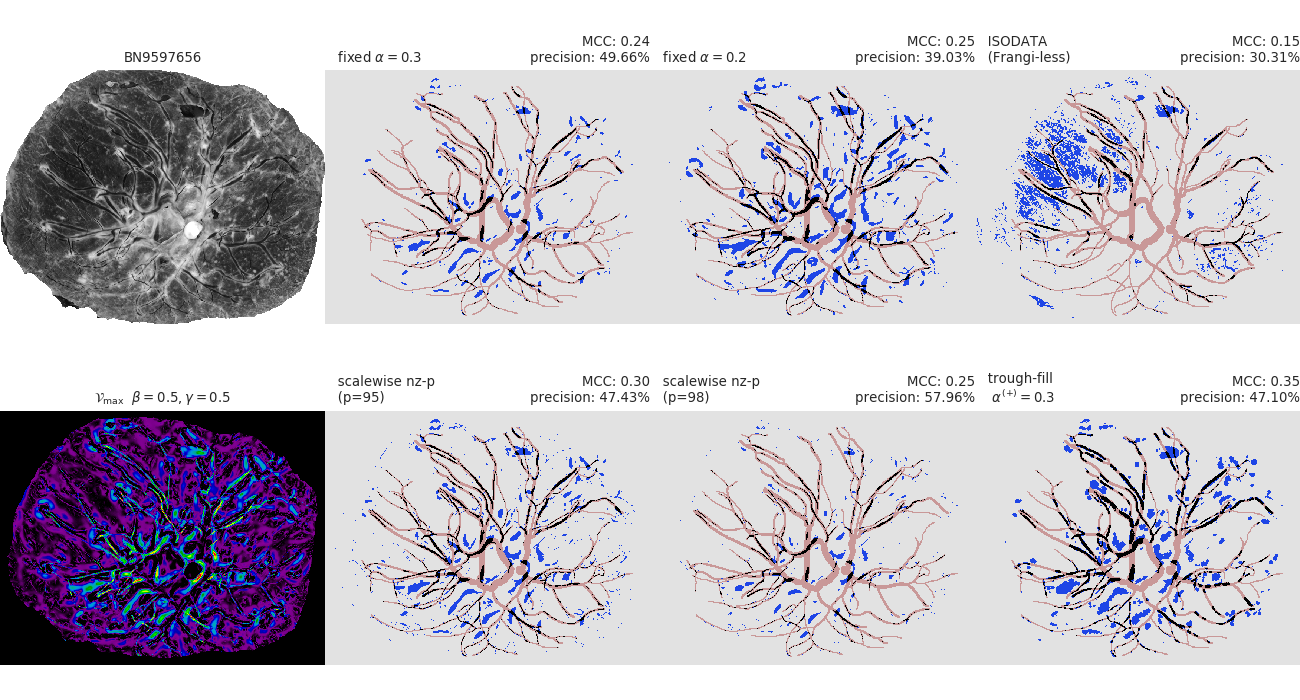 BN9597656
fixed α = 0.3
MCC: 0.24
precision: 49.66%
fixed α = 0.2
MCC: 0.25
precision: 39.03%
ISODATA
(Frangi-less)
MCC: 0.15
precision: 30.31%
𝒱max β = 0.5, γ = 0.5
scalewise nz-p
(p=95)
MCC: 0.30
precision: 47.43%
scalewise nz-p
(p=98)
MCC: 0.25
precision: 57.96%
trough-fill
α(+) = 0.3
MCC: 0.35
precision: 47.10%